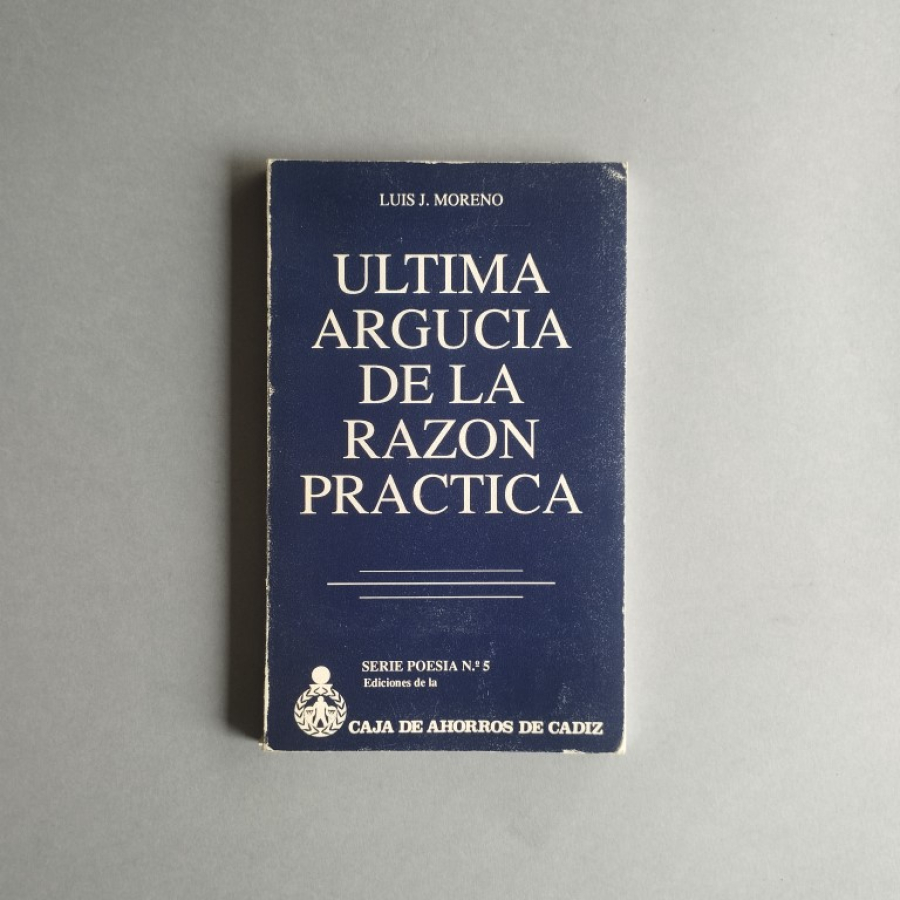 LUIS J. MORENO
ULTIMA
ARGUCIA
DE LA
RAZON
PRACTICA
SERIE POESIA N.º 5
Ediciones de la
CAJA DE AHORROS DE CADIZ